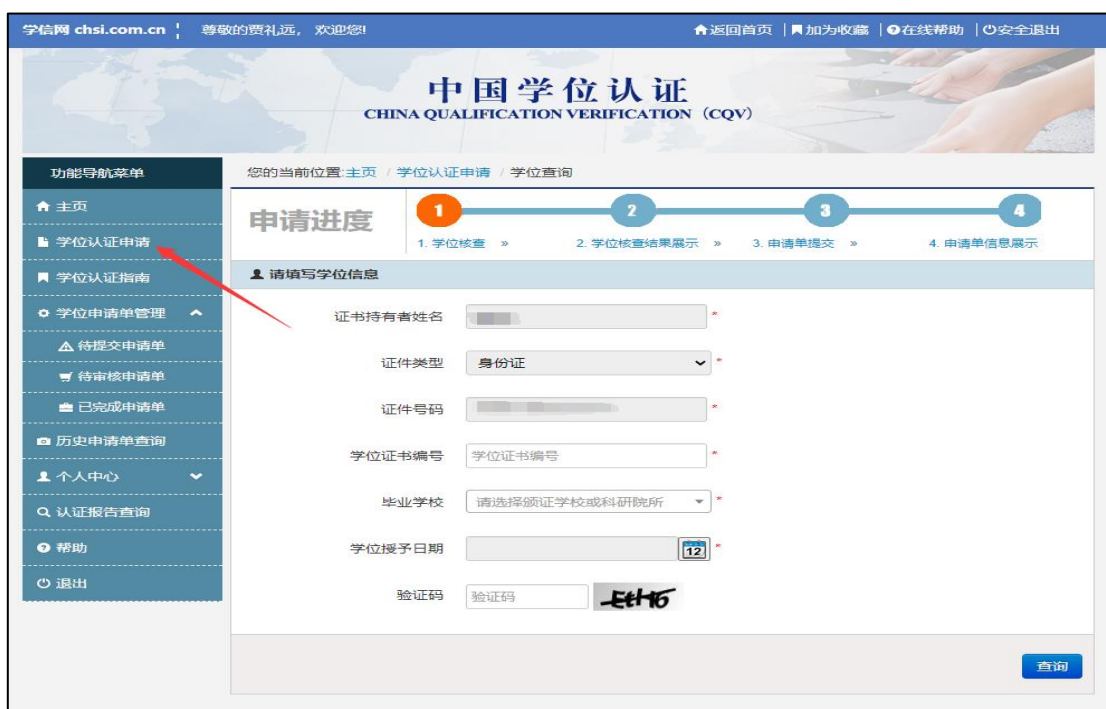 学信网 chsi.com.cn ¦ 尊敬的贾礼远， 欢迎您!
返回首页 | 加为收藏 | 在线帮助 | 安全退出
中国学位认证
CHINA QUALIFICATION VERIFICATION（CQV）
功能导航菜单
主页
学位认证申请
学位认证指南
学位申请单管理
待提交申请单
待审核申请单
已完成申请单
历史申请单查询
个人中心
认证报告查询
帮助
退出
您的当前位置:主页 / 学位认证申请 / 学位查询
申请进度
1 2 3 4
1. 学位核查 » 2. 学位核查结果展示 » 3. 申请单提交 » 4. 申请单信息展示
请填写学位信息
证书持有者姓名 *
证件类型 身份证 *
证件号码 *
学位证书编号 学位证书编号 *
毕业学校 请选择颁证学校或科研院所 *
学位授予日期 12 *
验证码 验证码
查询